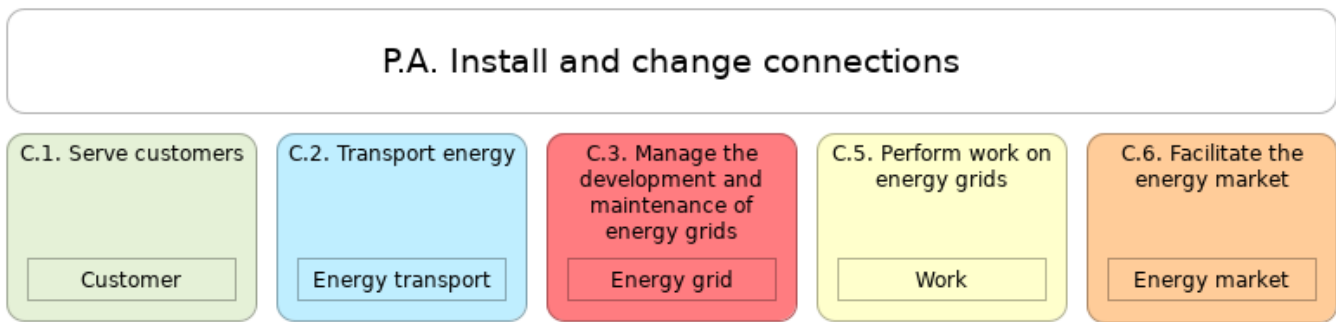 P.A. Install and change connections
C.1. Serve customers
Customer
C.2. Transport energy
Energy transport
C.3. Manage the
development and
maintenance of
energy grids
Energy grid
C.5. Perform work on
energy grids
Work
C.6. Facilitate the
energy market
Energy market